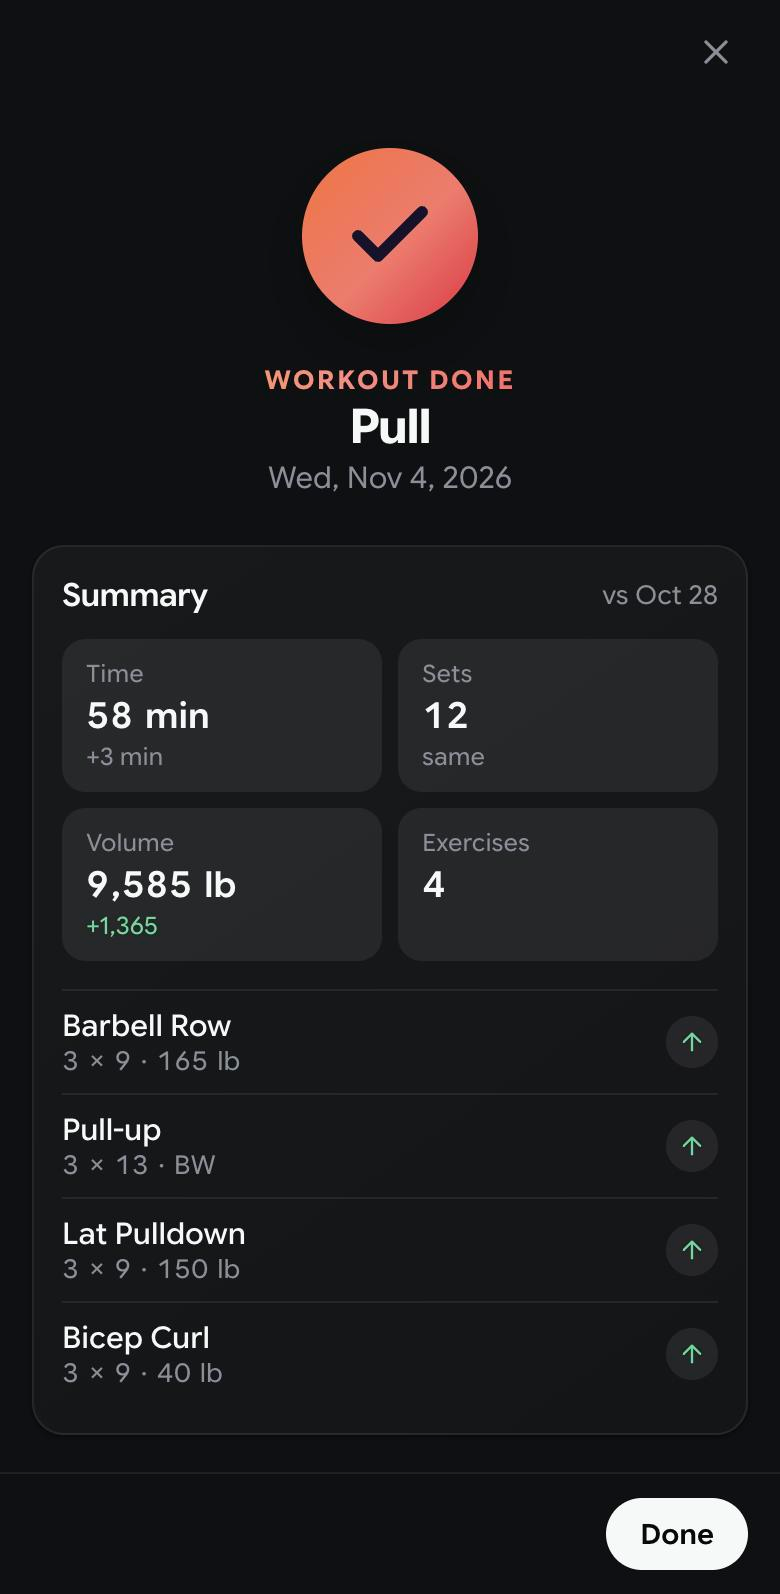 WORKOUT DONE
Pull
Wed, Nov 4, 2026
Summary
vs Oct 28
Time
58 min
+3 min
Sets
12
same
Volume
9,585 lb
+1,365
Exercises
4
Barbell Row
3 × 9 · 165 lb
Pull-up
3 × 13 · BW
Lat Pulldown
3 × 9 · 150 lb
Bicep Curl
3 × 9 · 40 lb
Done